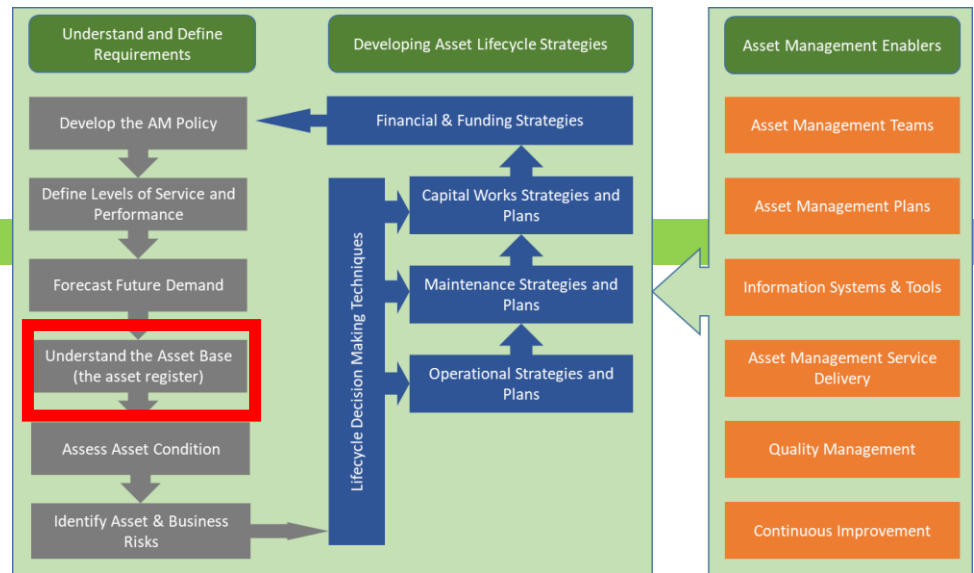 Understand and Define
Requirements
Develop the AM Policy
Define Levels of Service and
Performance
Forecast Future Demand
Understand the Asset Base
(the asset register)
Assess Asset Condition
Identify Asset & Business
Risks
Developing Asset Lifecycle Strategies
Financial & Funding Strategies
Lifecycle Decision Making Techniques
Capital Works Strategies and
Plans
Maintenance Strategies and
Plans
Operational Strategies and
Plans
Asset Management Enablers
Asset Management Teams
Asset Management Plans
Information Systems & Tools
Asset Management Service
Delivery
Quality Management
Continuous Improvement